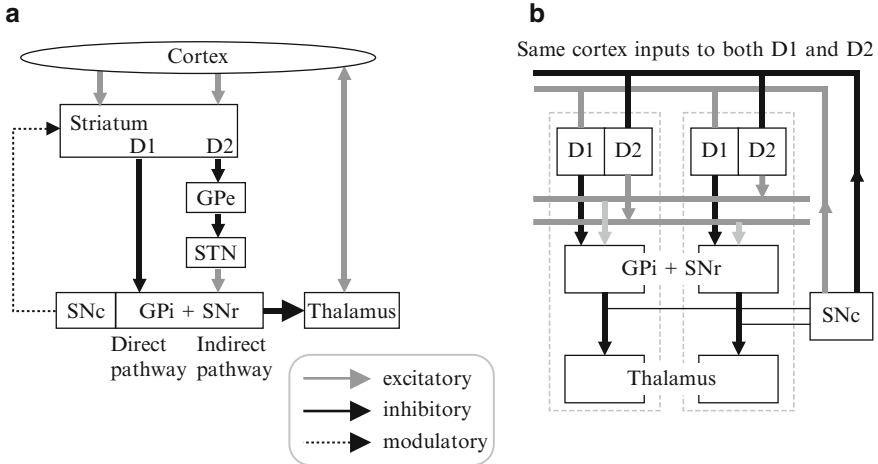 a
Cortex
Striatum
D1 D2
GPe
STN
SNc GPi + SNr Thalamus
Direct pathway
Indirect pathway
excitatory
inhibitory
modulatory
b
Same cortex inputs to both D1 and D2
D1 D2 D1 D2
GPi + SNr
SNc
Thalamus